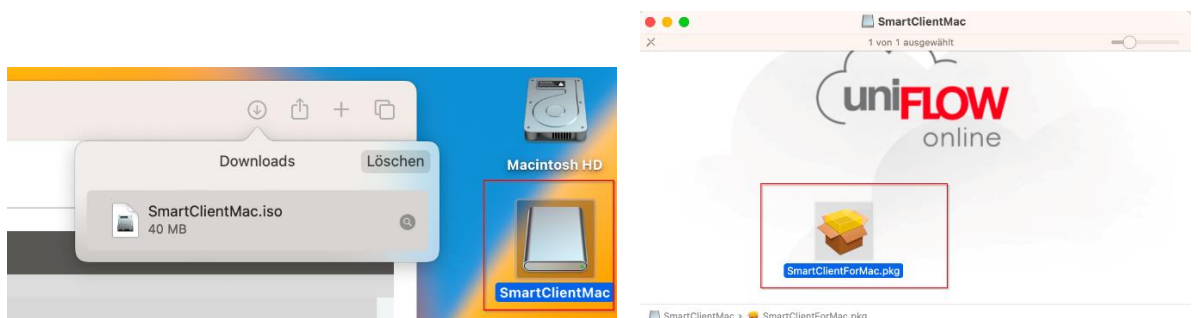 Downloads
Löschen
SmartClientMac.iso
40 MB
Macintosh HD
SmartClientMac
SmartClientMac
1 von 1 ausgewählt
uniFLOW
online
SmartClientForMac.pkg
SmartClientMac › SmartClientForMac.pkg